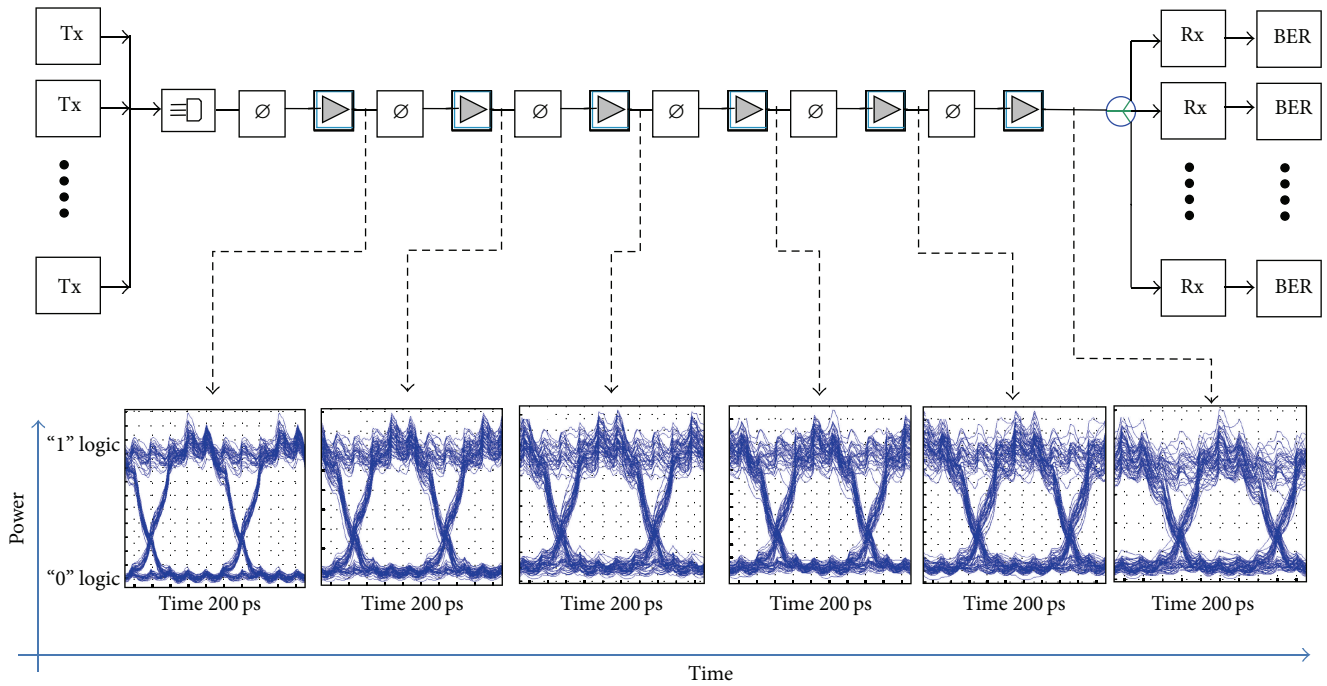 Tx
Rx
BER
Tx
Rx
BER
∅
∅
∅
∅
∅
∅
Tx
Rx
BER
“1” logic
“0” logic
Power
Time 200 ps
Time 200 ps
Time 200 ps
Time 200 ps
Time 200 ps
Time 200 ps
Time